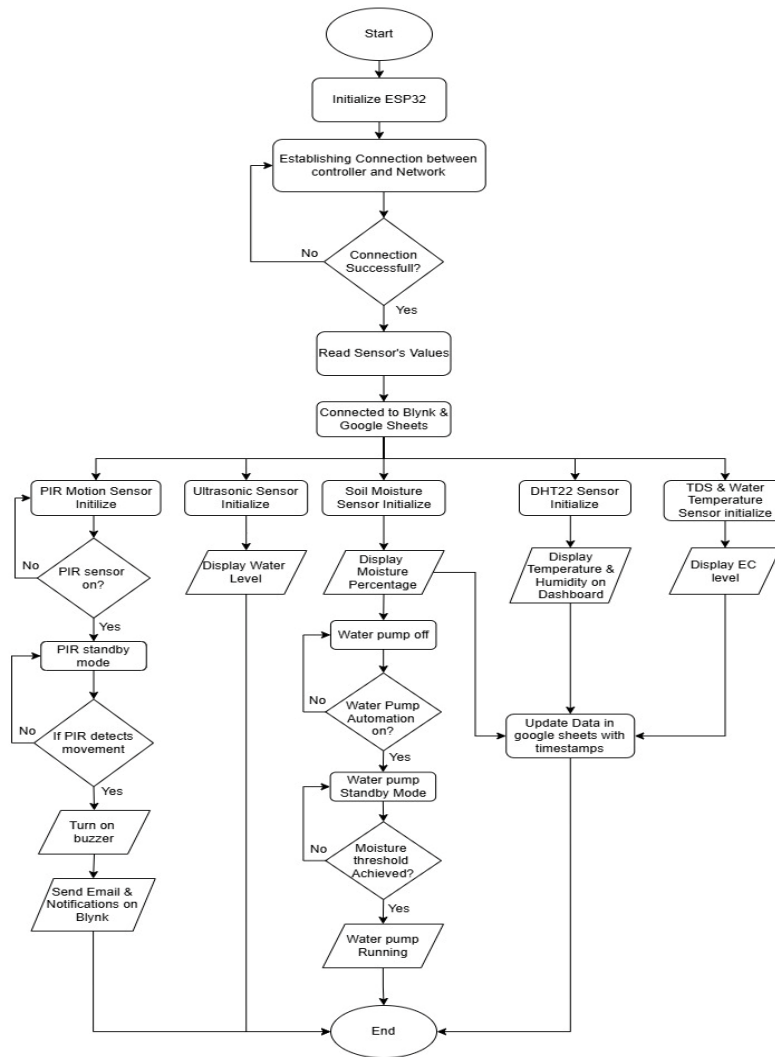 Start
Initialize ESP32
Establishing Connection between
controller and Network
No
Connection
Successfull?
Yes
Read Sensor's Values
Connected to Blynk &
Google Sheets
PIR Motion Sensor
Initilize
Ultrasonic Sensor
Initialize
Soil Moisture
Sensor Initialize
DHT22 Sensor
Initialize
TDS & Water
Temperature
Sensor initialize
No
PIR sensor
on?
Yes
Display Water
Level
Display
Moisture
Percentage
Display
Temperature &
Humidity on
Dashboard
Display EC
level
PIR standby
mode
No
If PIR detects
movement
Yes
Turn on
buzzer
Send Email &
Notifications on
Blynk
Water pump off
No
Water Pump
Automation
on?
Yes
Water pump
Standby Mode
No
Moisture
threshold
Achieved?
Yes
Water pump
Running
Update Data in
google sheets with
timestamps
End